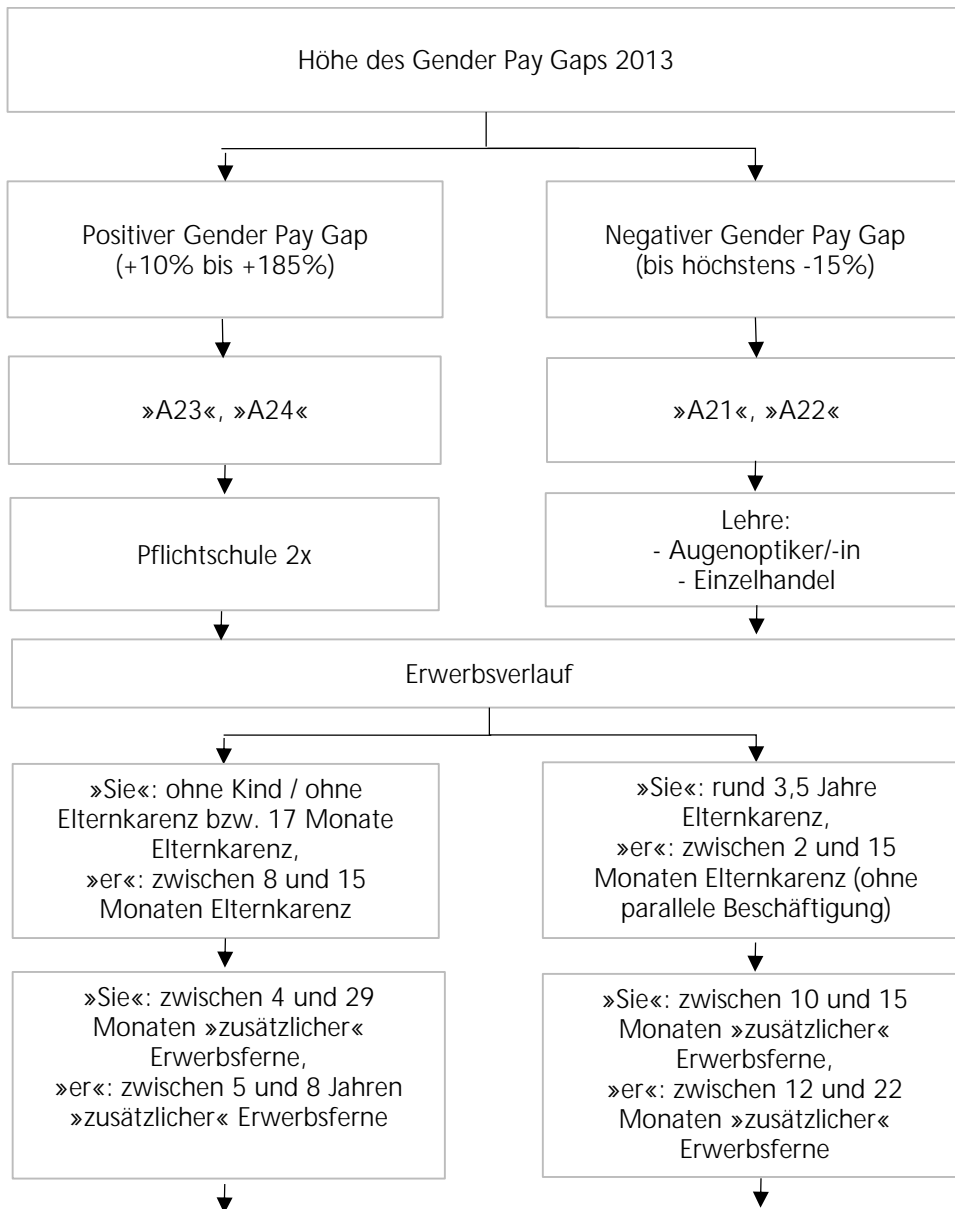 Höhe des Gender Pay Gaps 2013
Positiver Gender Pay Gap
(+10% bis +185%)
Negativer Gender Pay Gap
(bis höchstens -15%)
»A23«, »A24«
»A21«, »A22«
Pflichtschule 2x
Lehre:
- Augenoptiker/-in
- Einzelhandel
Erwerbsverlauf
»Sie«: ohne Kind / ohne
Elternkarenz bzw. 17 Monate
Elternkarenz,
»er«: zwischen 8 und 15
Monaten Elternkarenz
»Sie«: rund 3,5 Jahre
Elternkarenz,
»er«: zwischen 2 und 15
Monaten Elternkarenz (ohne
parallele Beschäftigung)
»Sie«: zwischen 4 und 29
Monaten »zusätzlicher«
Erwerbsferne,
»er«: zwischen 5 und 8 Jahren
»zusätzlicher« Erwerbsferne
»Sie«: zwischen 10 und 15
Monaten »zusätzlicher«
Erwerbsferne,
»er«: zwischen 12 und 22
Monaten »zusätzlicher«
Erwerbsferne